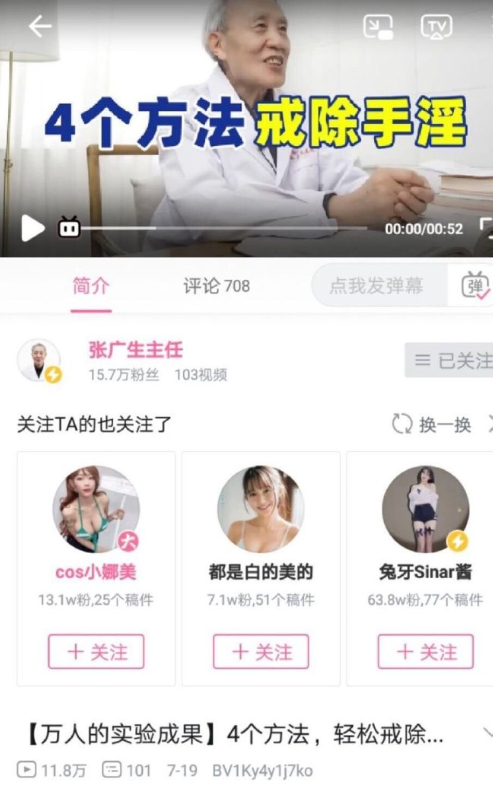 TV
4个方法 戒除手淫
00:00/00:52
简介
评论 708
点我发弹幕
弹
张广生主任
15.7万粉丝 103视频
已关注
关注TA的也关注了
换一换
大
cos小娜美
都是白的美的
兔牙Sinar酱
13.1w粉,25个稿件
7.1w粉,51个稿件
63.8w粉,77个稿件
+ 关注
+ 关注
+ 关注
【万人的实验成果】4个方法，轻松戒除...
11.8万 101 7-19 BV1Ky4y1j7ko